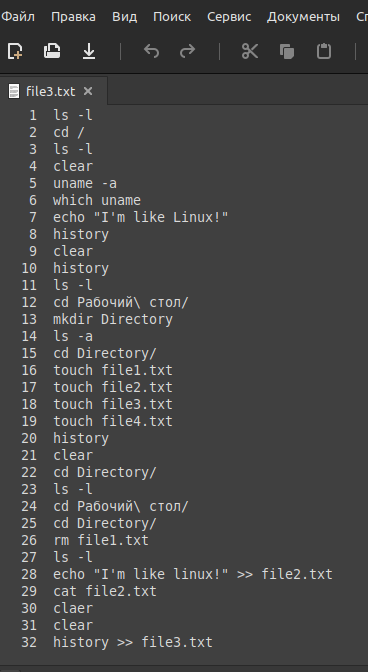 Файл Правка Вид Поиск Сервис Документы
file3.txt
1 ls -l
2 cd /
3 ls -l
4 clear
5 uname -a
6 which uname
7 echo "I'm like Linux!"
8 history
9 clear
10 history
11 ls -l
12 cd Рабочий\ стол/
13 mkdir Directory
14 ls -a
15 cd Directory/
16 touch file1.txt
17 touch file2.txt
18 touch file3.txt
19 touch file4.txt
20 history
21 clear
22 cd Directory/
23 ls -l
24 cd Рабочий\ стол/
25 cd Directory/
26 rm file1.txt
27 ls -l
28 echo "I'm like linux!" >> file2.txt
29 cat file2.txt
30 claer
31 clear
32 history >> file3.txt